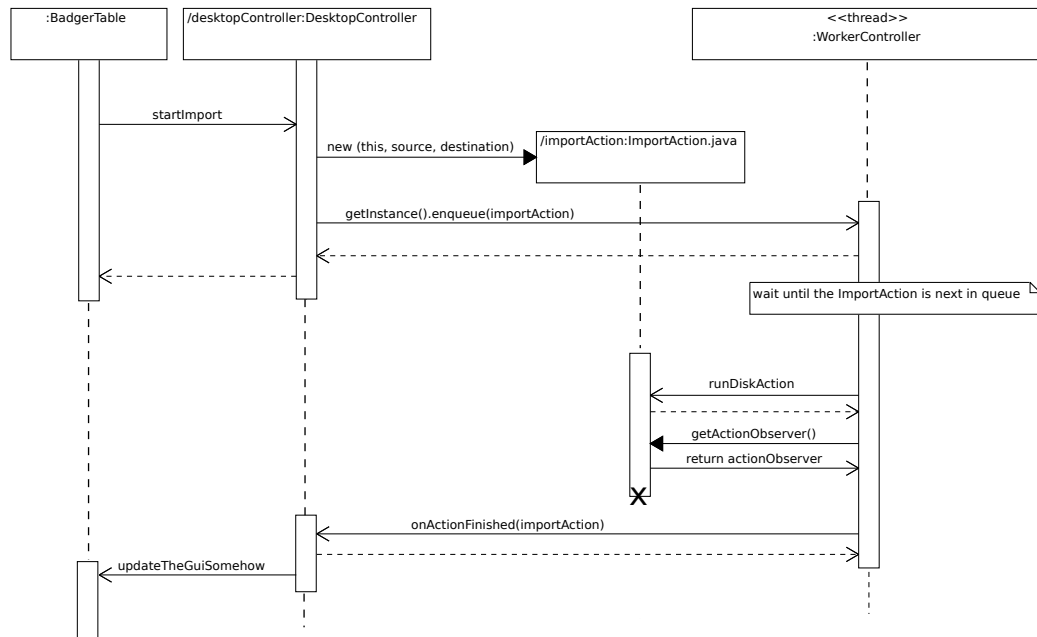 :BadgerTable
/desktopController:DesktopController
<<thread>>
:WorkerController
startImport
new (this, source, destination)
/importAction:ImportAction.java
getInstance().enqueue(importAction)
wait until the ImportAction is next in queue
runDiskAction
getActionObserver()
return actionObserver
X
onActionFinished(importAction)
updateTheGuiSomehow